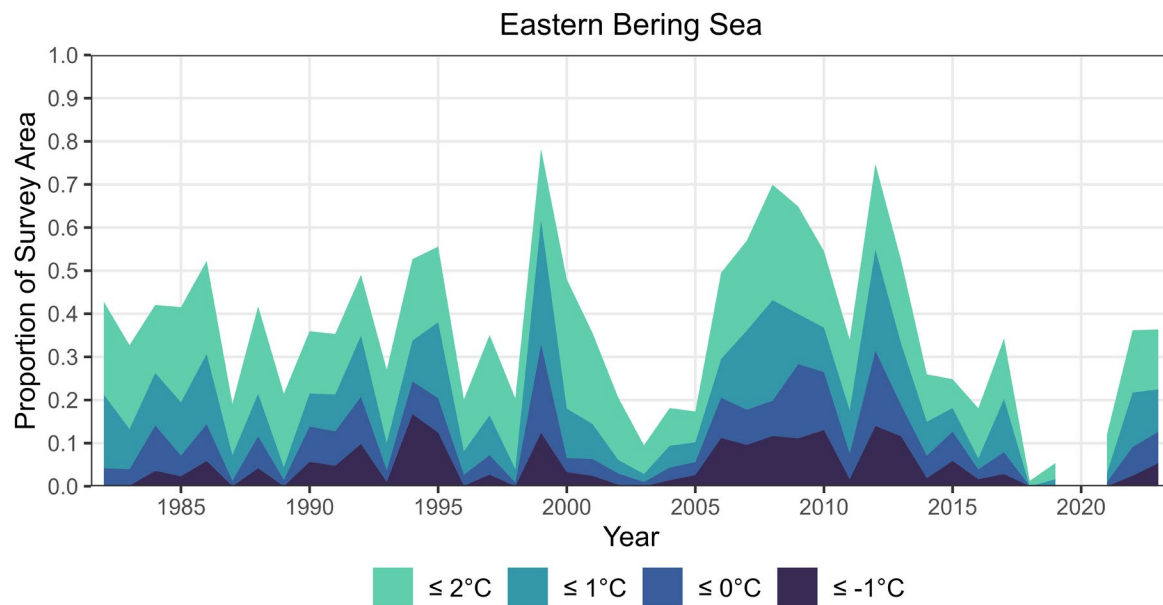 Eastern Bering Sea
Proportion of Survey Area
1.0
0.9
0.8
0.7
0.6
0.5
0.4
0.3
0.2
0.1
0.0
1985 1990 1995 2000 2005 2010 2015 2020
Year
≤ 2°C ≤ 1°C ≤ 0°C ≤ -1°C